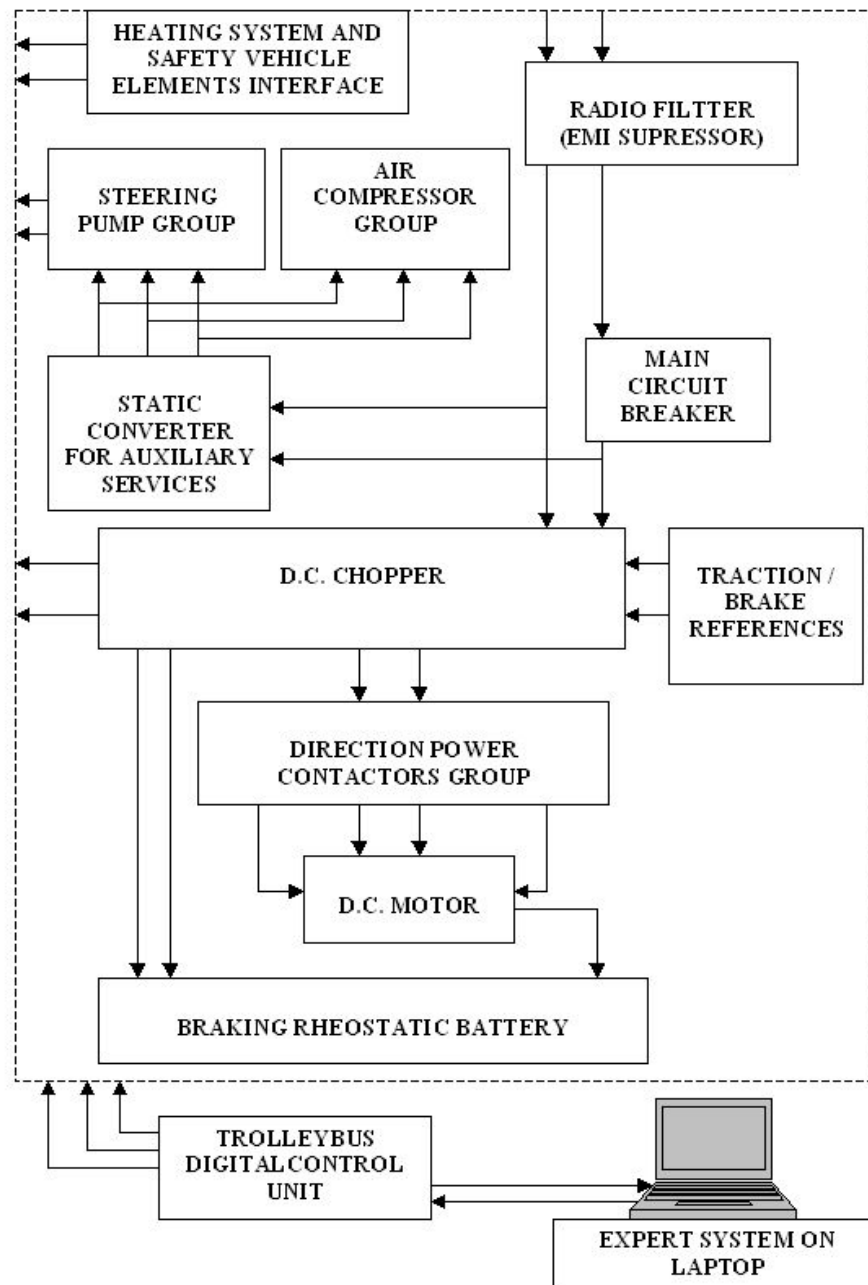 HEATING SYSTEM AND
SAFETY VEHICLE
ELEMENTS INTERFACE
RADIO FILTTER
(EMI SUPRESSOR)
STEERING
PUMP GROUP
AIR
COMPRESSOR
GROUP
MAIN
CIRCUIT
BREAKER
STATIC
CONVERTER
FOR AUXILIARY
SERVICES
D.C. CHOPPER
TRACTION /
BRAKE
REFERENCES
DIRECTION POWER
CONTACTORS GROUP
D.C. MOTOR
BRAKING RHEOSTATIC BATTERY
TROLLEYBUS
DIGITAL CONTROL
UNIT
EXPERT SYSTEM ON
LAPTOP